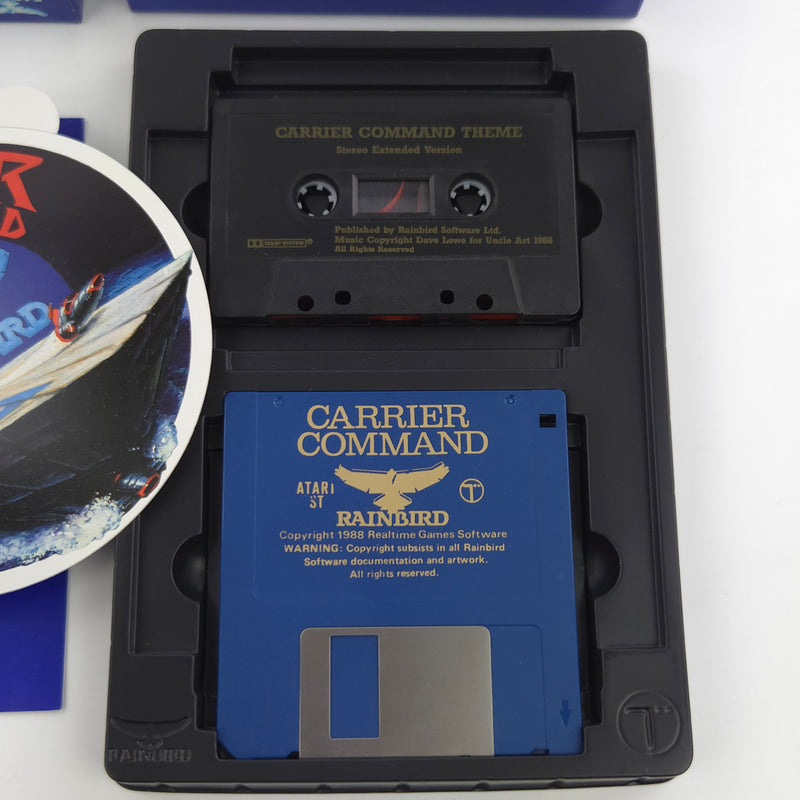 CARRIER COMMAND THEME
Stereo Extended Version
Published by Rainbird Software Ltd.
Music Copyright Dave Lowe for Uncle Art 1988
All Rights Reserved
DOLBY SYSTEM
CARRIER
COMMAND
ATARI
ST
RAINBIRD
Copyright 1988 Realtime Games Software
WARNING: Copyright subsists in all Rainbird
Software documentation and artwork.
All rights reserved.
RAINBIRD